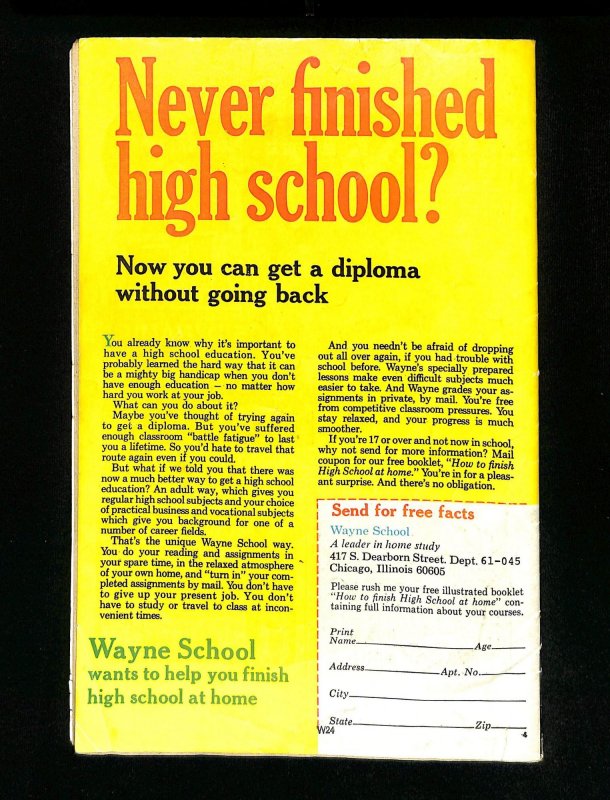 Never finished
high school?
Now you can get a diploma
without going back
You already know why it's important to
have a high school education. You've
probably learned the hard way that it can
be a mighty big handicap when you don't
have enough education — no matter how
hard you work at your job.
What can you do about it?
Maybe you've thought of trying again
to get a diploma. But you've suffered
enough classroom "battle fatigue" to last
you a lifetime. So you'd hate to travel that
route again even if you could.
But what if we told you that there was
now a much better way to get a high school
education? An adult way, which gives you
regular high school subjects and your choice
of practical business and vocational subjects
which give you background for one of a
number of career fields.
That's the unique Wayne School way.
You do your reading and assignments in
your spare time, in the relaxed atmosphere
of your own home, and "turn in" your com-
pleted assignments by mail. You don't have
to give up your present job. You don't
have to study or travel to class at incon-
venient times.
Wayne School
wants to help you finish
high school at home
And you needn't be afraid of dropping
out all over again, if you had trouble with
school before. Wayne's specially prepared
lessons make even difficult subjects much
easier to take. And Wayne grades your as-
signments in private, by mail. You're free
from competitive classroom pressures. You
stay relaxed, and your progress is much
smoother.
If you're 17 or over and not now in school,
why not send for more information? Mail
coupon for our free booklet, "How to finish
High School at home." You're in for a pleas-
ant surprise. And there's no obligation.
Send for free facts
Wayne School
A leader in home study
417 S. Dearborn Street. Dept. 61-045
Chicago, Illinois 60605
Please rush me your free illustrated booklet
"How to finish High School at home" con-
taining full information about your courses.
Print
Name Age
Address Apt. No.
City
State Zip
W24 4